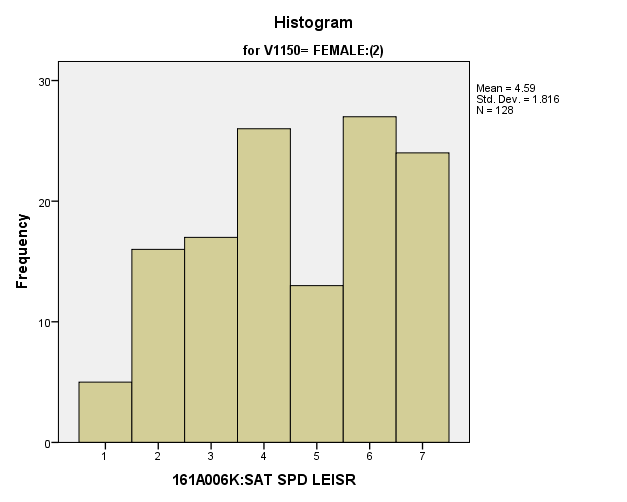 Histogram
for V1150= FEMALE:(2)
Mean = 4.59
Std. Dev. = 1.816
N = 128
30
20
10
0
Frequency
1 2 3 4 5 6 7
161A006K:SAT SPD LEISR